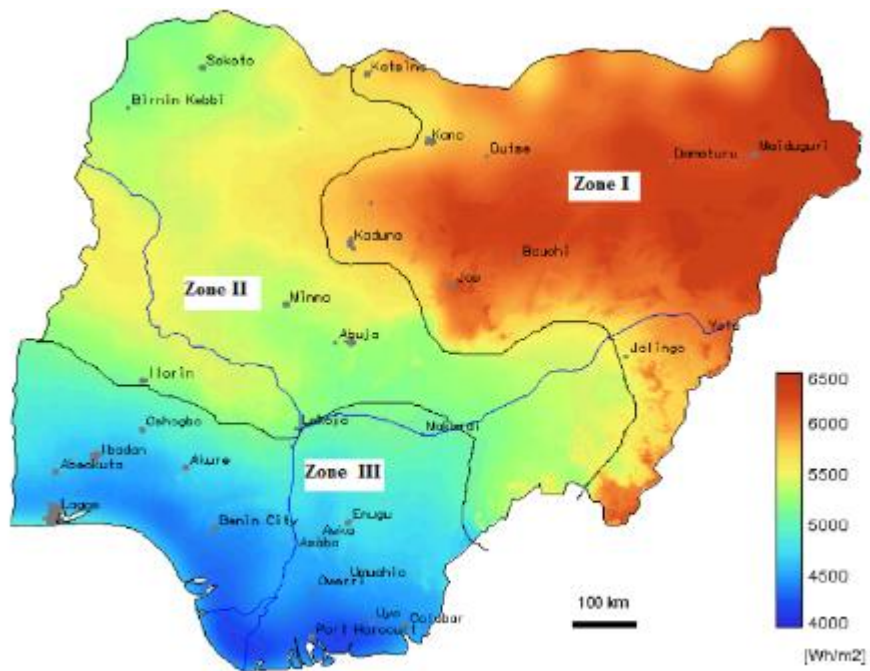 Sokoto
Katsina
Birnin Kebbi
Kano
Dutse
Damaturu
Maiduguri
Zone I
Kaduna
Bauchi
Zone II
Jos
Minna
Yola
Abuja
Jalingo
Ilorin
6500
Oshogbo
Lokoja
Makurdi
6000
Ibadan
Abeokuta
Akure
Zone III
5500
Lagos
Benin City
Enugu
Awka
Asaba
5000
Umuahia
Owerri
4500
Uyo
Calabar
100 km
Port Harcourt
4000
[Wh/m2]